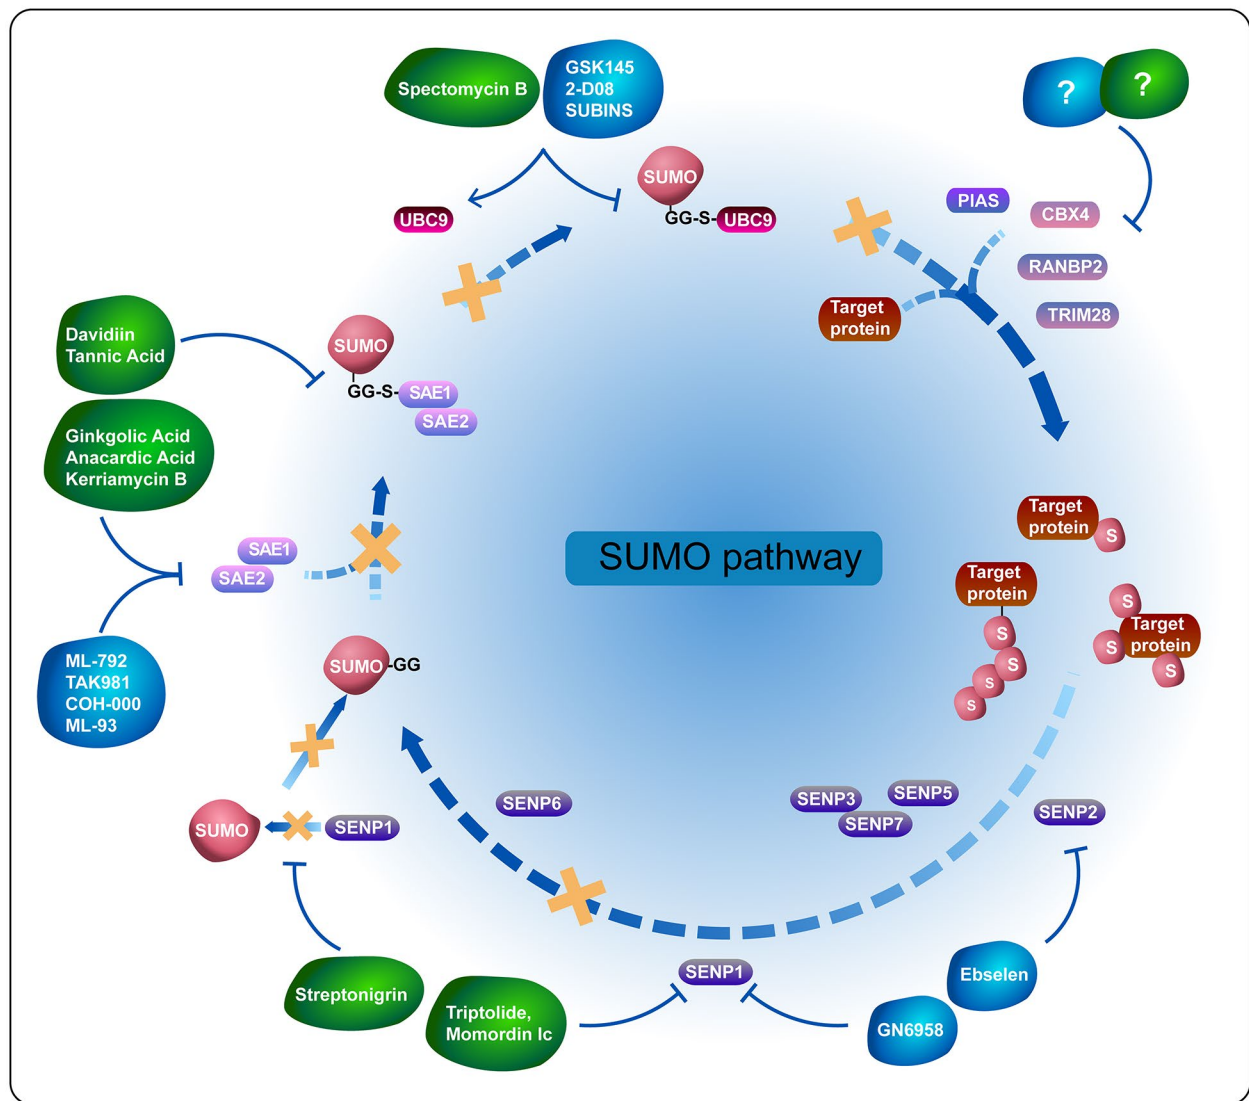 Spectomycin B
GSK145
2-D08
SUBINS
?
?
SUMO
UBC9
GG-S-
UBC9
PIAS
CBX4
RANBP2
TRIM28
Target
protein
Davidiin
Tannic Acid
SUMO
GG-S-
SAE1
SAE2
Ginkgolic Acid
Anacardic Acid
Kerriamycin B
SAE1
SAE2
SUMO pathway
Target
protein
S
Target
protein
S
S
S
S
S
Target
protein
S
S
ML-792
TAK981
COH-000
ML-93
SUMO
-GG
SENP6
SENP3
SENP5
SENP7
SENP2
SUMO
SENP1
SENP1
Streptonigrin
Triptolide,
Momordin Ic
Ebselen
GN6958